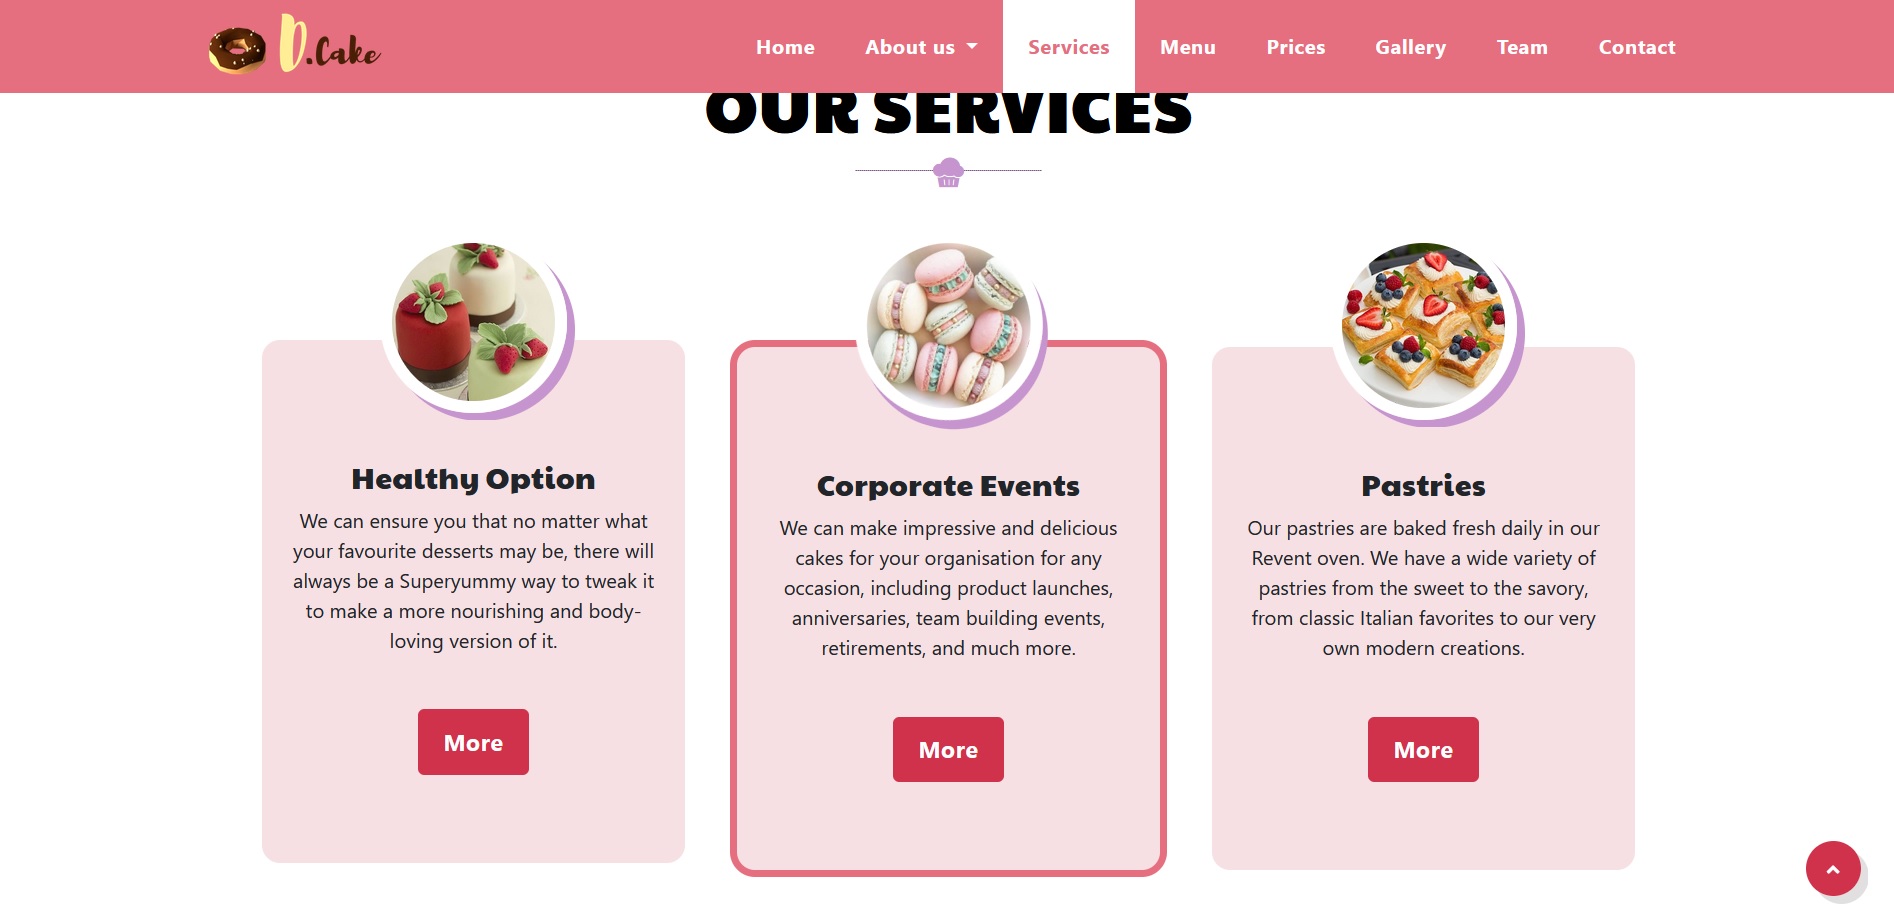 D.Cake
Home About us Services Menu Prices Gallery Team Contact
OUR SERVICES
Healthy Option
We can ensure you that no matter what
your favourite desserts may be, there will
always be a Superyummy way to tweak it
to make a more nourishing and body-
loving version of it.
More
Corporate Events
We can make impressive and delicious
cakes for your organisation for any
occasion, including product launches,
anniversaries, team building events,
retirements, and much more.
More
Pastries
Our pastries are baked fresh daily in our
Revent oven. We have a wide variety of
pastries from the sweet to the savory,
from classic Italian favorites to our very
own modern creations.
More